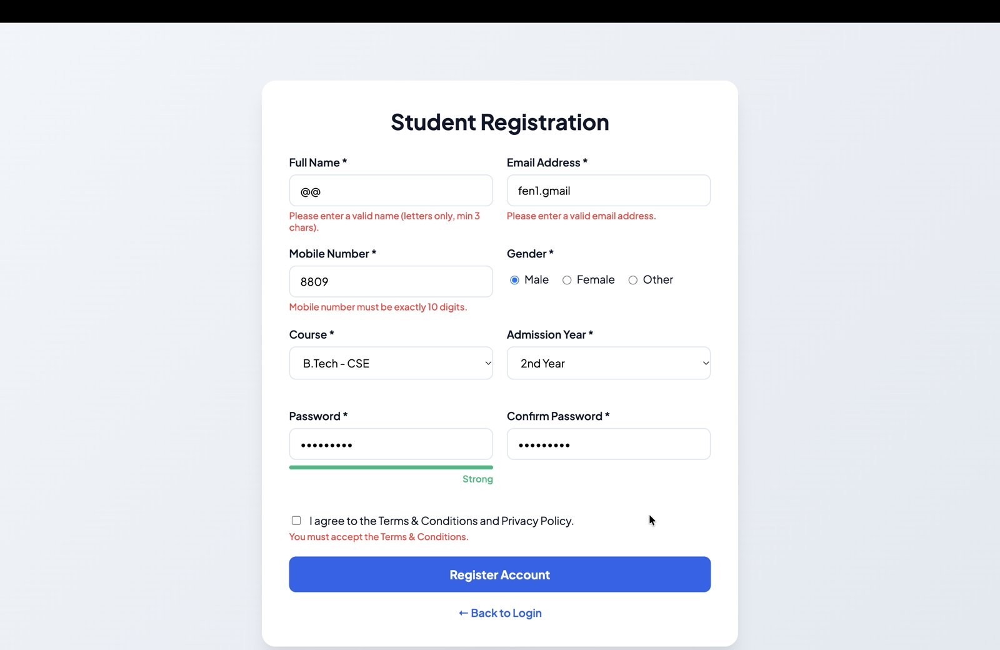 Student Registration
Full Name *
Email Address *
@@
fen1.gmail
Please enter a valid name (letters only, min 3
chars).
Please enter a valid email address.
Mobile Number *
Gender *
8809
Male
Female
Other
Mobile number must be exactly 10 digits.
Course *
Admission Year *
B.Tech - CSE
2nd Year
Password *
Confirm Password *
•••••••••
•••••••••
Strong
I agree to the Terms & Conditions and Privacy Policy.
You must accept the Terms & Conditions.
Register Account
← Back to Login